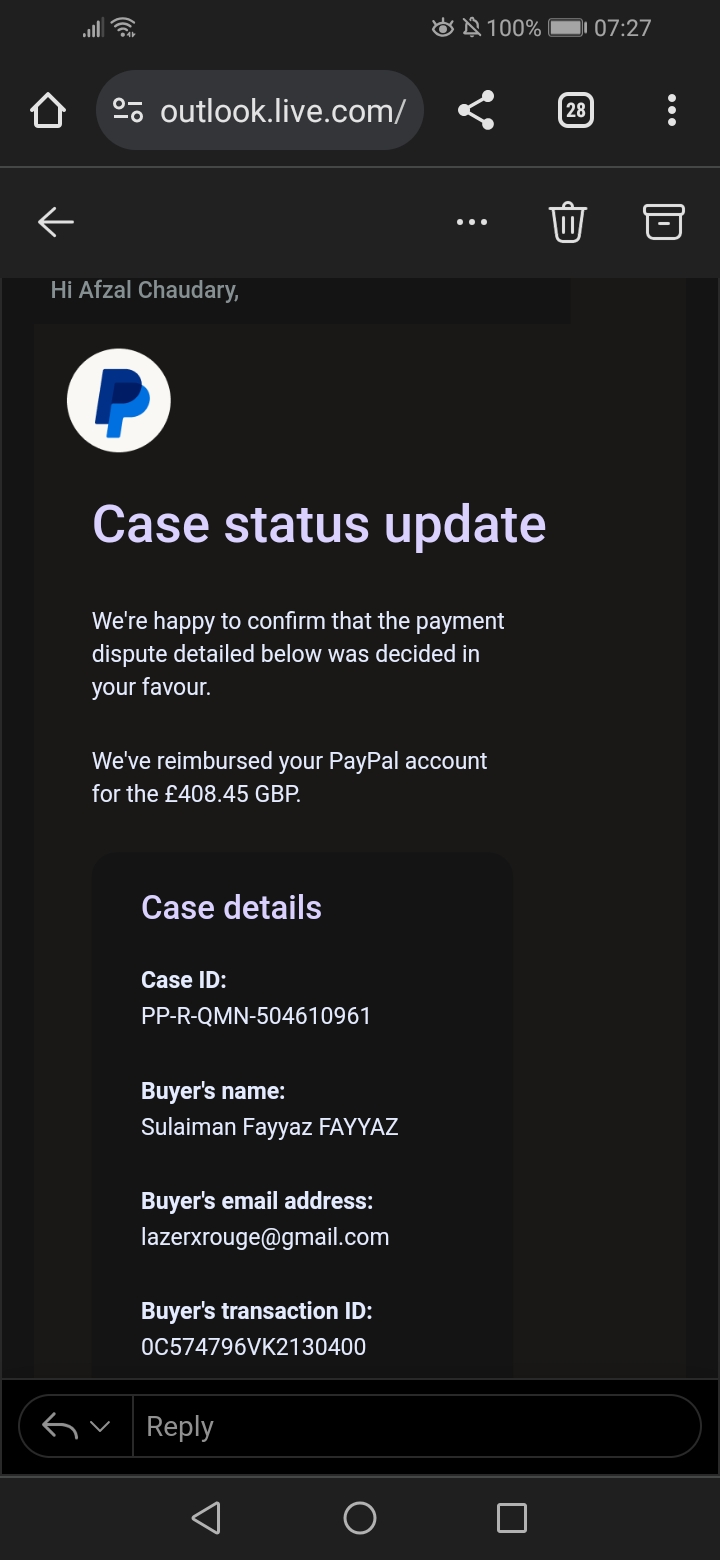 100% 07:27
outlook.live.com/
28
Hi Afzal Chaudary,
Case status update
We're happy to confirm that the payment
dispute detailed below was decided in
your favour.
We've reimbursed your PayPal account
for the £408.45 GBP.
Case details
Case ID:
PP-R-QMN-504610961
Buyer's name:
Sulaiman Fayyaz FAYYAZ
Buyer's email address:
lazerxrouge@gmail.com
Buyer's transaction ID:
0C574796VK2130400
Reply